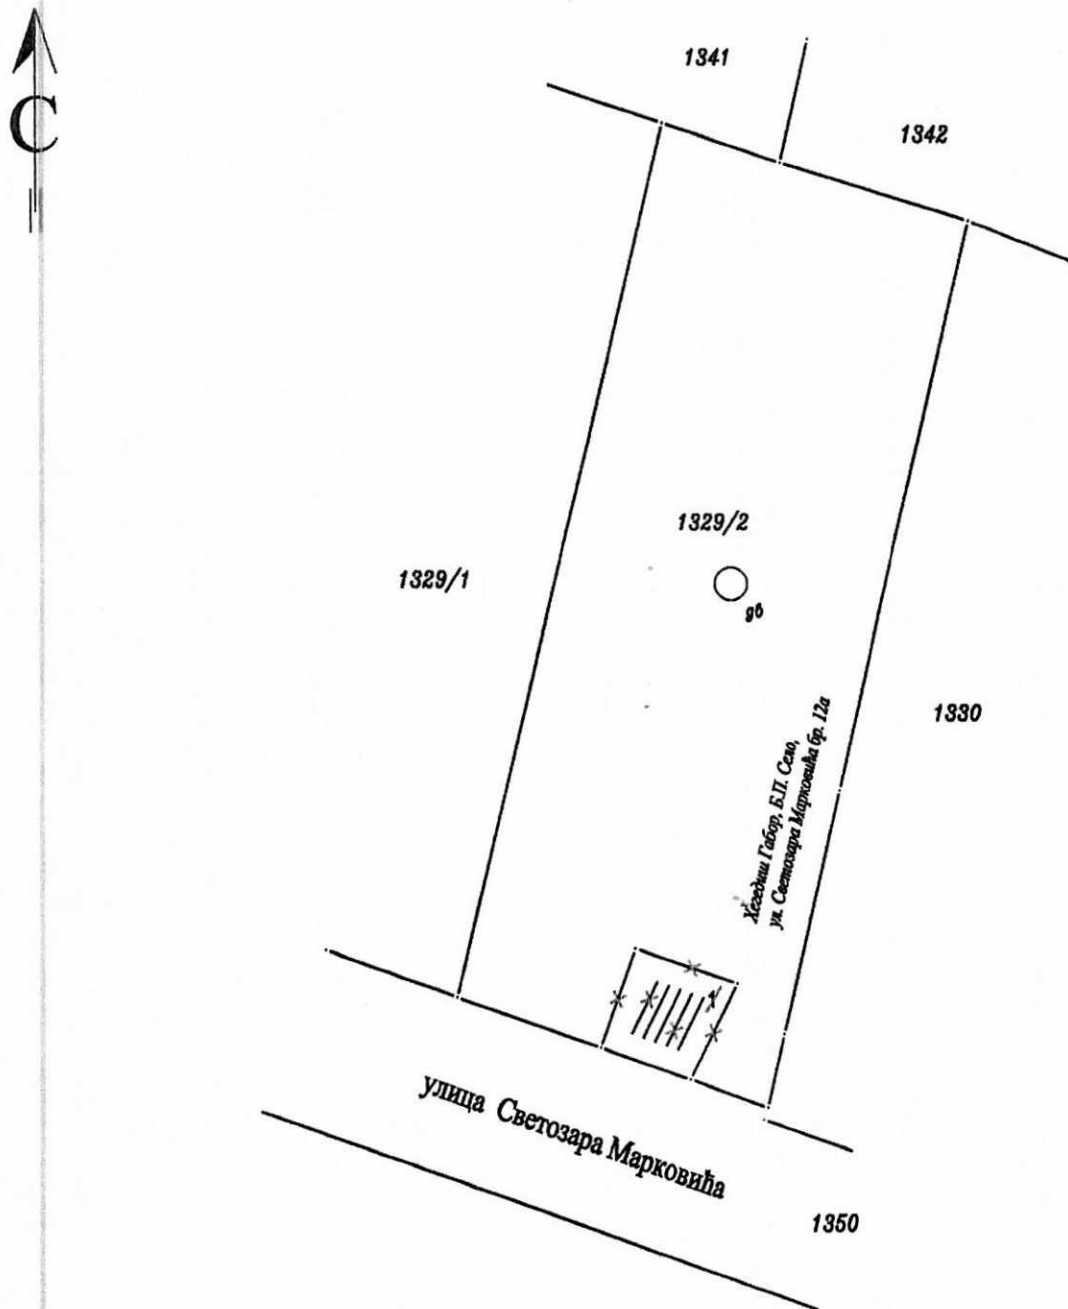 С
1341
1342
1329/2
1329/1
дв
1330
Хегедиш Габор, Б.П. Село,
ул. Светозара Марковића бр. 12а
1
улица Светозара Марковића
1350